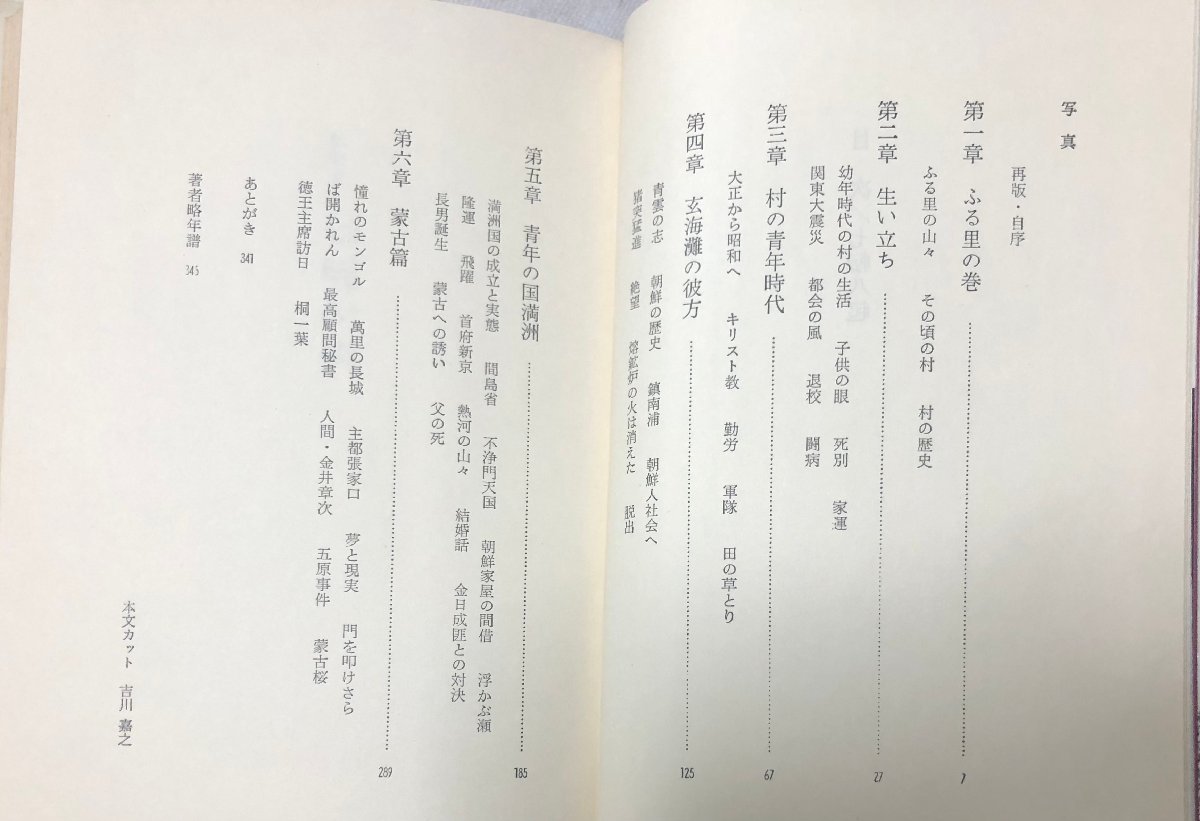 写真
再版・自序
第一章　ふる里の巻……………………………7
ふる里の山々　その頃の村　村の歴史
第二章　生い立ち……………………………27
幼年時代の村の生活　子供の眼　死別　家運
関東大震災　都会の風　退校　闘病
第三章　村の青年時代……………………………67
大正から昭和へ　キリスト教　勤労　軍隊　田の草とり
第四章　玄海灘の彼方……………………………125
青雲の志　朝鮮の歴史　鎮南浦　朝鮮人社会へ
猪突猛進　絶望　熔鉱炉の火は消えた　脱出
第五章　青年の国満洲……………………………185
満洲国の成立と実態　間島省　不浄門天国　朝鮮家屋の間借　浮かぶ瀬
隆運　飛躍　首府新京　熱河の山々　結婚話　金日成匪との対決
長男誕生　蒙古への誘い　父の死
第六章　蒙古篇……………………………289
憧れのモンゴル　萬里の長城　主都張家口　夢と現実　門を叩けさら
ば開かれん　最高顧問秘書　人間・金井章次　五原事件　蒙古桜
徳王主席訪日　桐一葉
あとがき　341
著者略年譜　345
本文カット　吉川嘉之